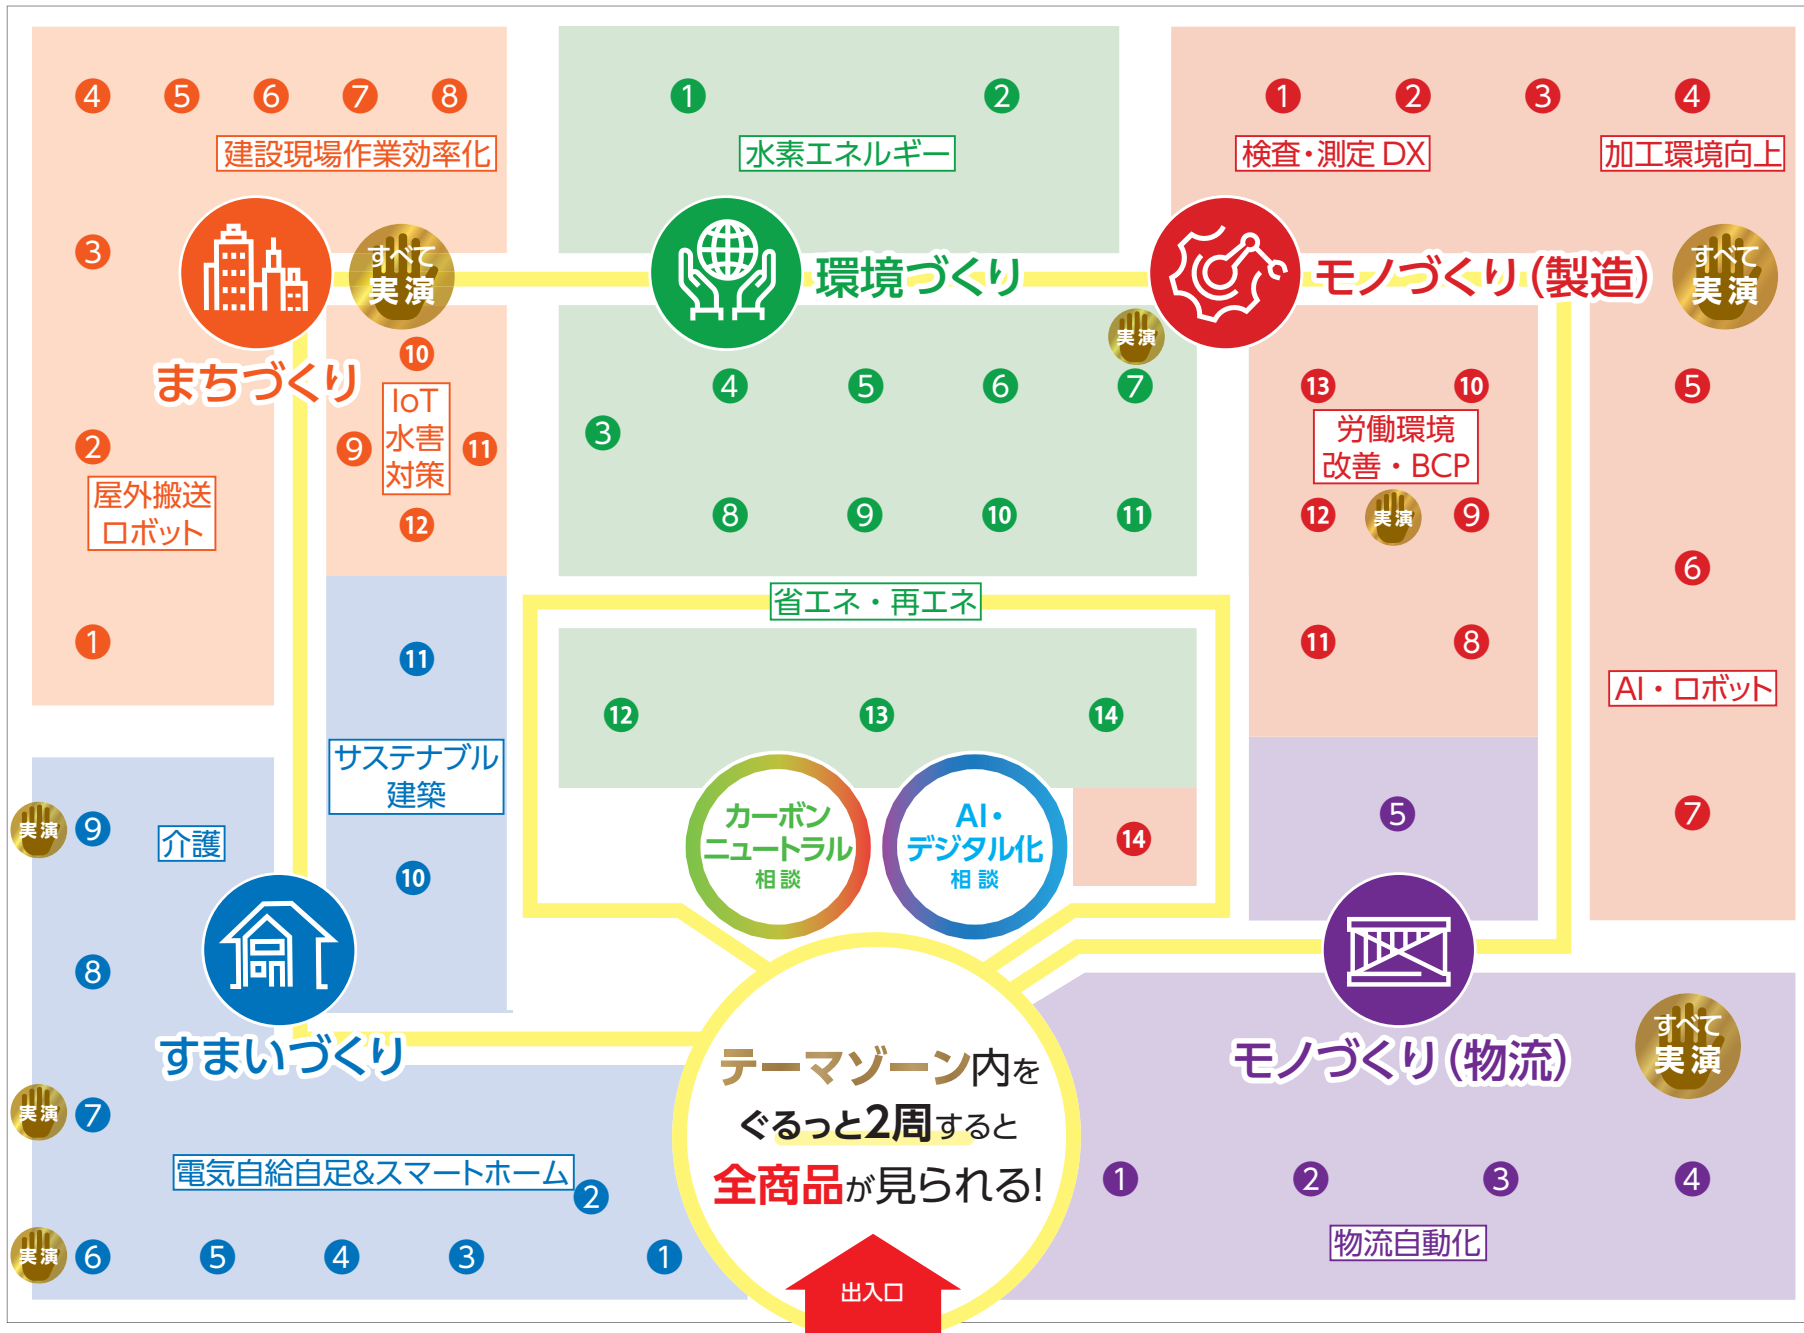 4 5 6 7 8
建設現場作業効率化
3
すべて
実演
まちづくり
10
IoT
水害
対策
9
11
12
2
屋外搬送
ロボット
1
1 2
水素エネルギー
環境づくり
実演
4 5 6 7
3
8 9 10 11
省エネ・再エネ
12 13 14
1 2 3 4
検査・測定 DX
加工環境向上
モノづくり(製造)
すべて
実演
13 10
労働環境
改善・BCP
12
実演
9
11 8
5
6
AI・ロボット
7
14
カーボン
ニュートラル
相談
AI・
デジタル化
相談
11
サステナブル
建築
10
実演
9
介護
8
すまいづくり
実演
7
電気自給自足&スマートホーム
2
実演
6 5 4 3 1
テーマゾーン内を
ぐるっと2周すると
全商品が見られる!
出入口
5
モノづくり(物流)
すべて
実演
1 2 3 4
物流自動化